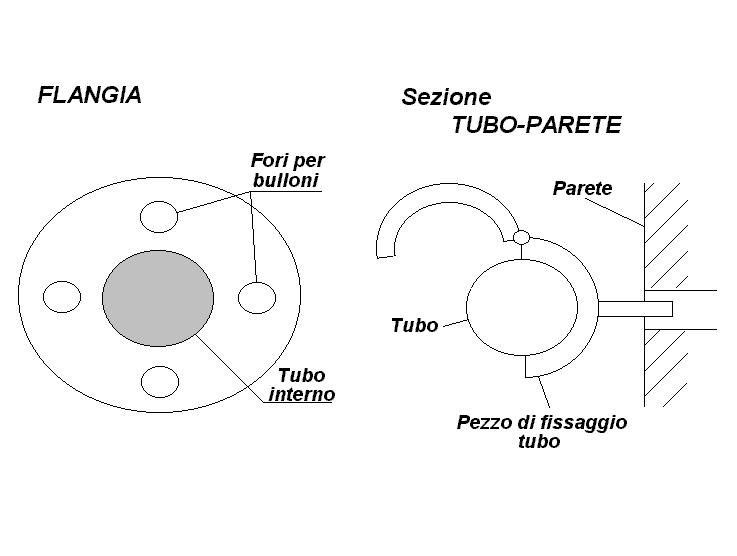 FLANGIA
Fori per
bulloni
Tubo
interno
Sezione
TUBO-PARETE
Parete
Tubo
Pezzo di fissaggio
tubo